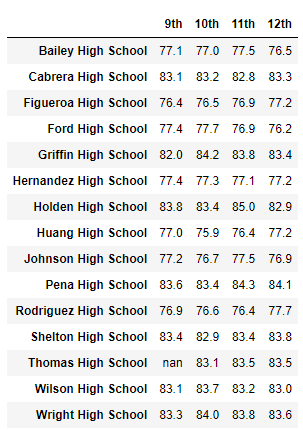 9th 10th 11th 12th
Bailey High School 77.1 77.0 77.5 76.5
Cabrera High School 83.1 83.2 82.8 83.3
Figueroa High School 76.4 76.5 76.9 77.2
Ford High School 77.4 77.7 76.9 76.2
Griffin High School 82.0 84.2 83.8 83.4
Hernandez High School 77.4 77.3 77.1 77.2
Holden High School 83.8 83.4 85.0 82.9
Huang High School 77.0 75.9 76.4 77.2
Johnson High School 77.2 76.7 77.5 76.9
Pena High School 83.6 83.4 84.3 84.1
Rodriguez High School 76.9 76.6 76.4 77.7
Shelton High School 83.4 82.9 83.4 83.8
Thomas High School nan 83.1 83.5 83.5
Wilson High School 83.1 83.7 83.2 83.0
Wright High School 83.3 84.0 83.8 83.6